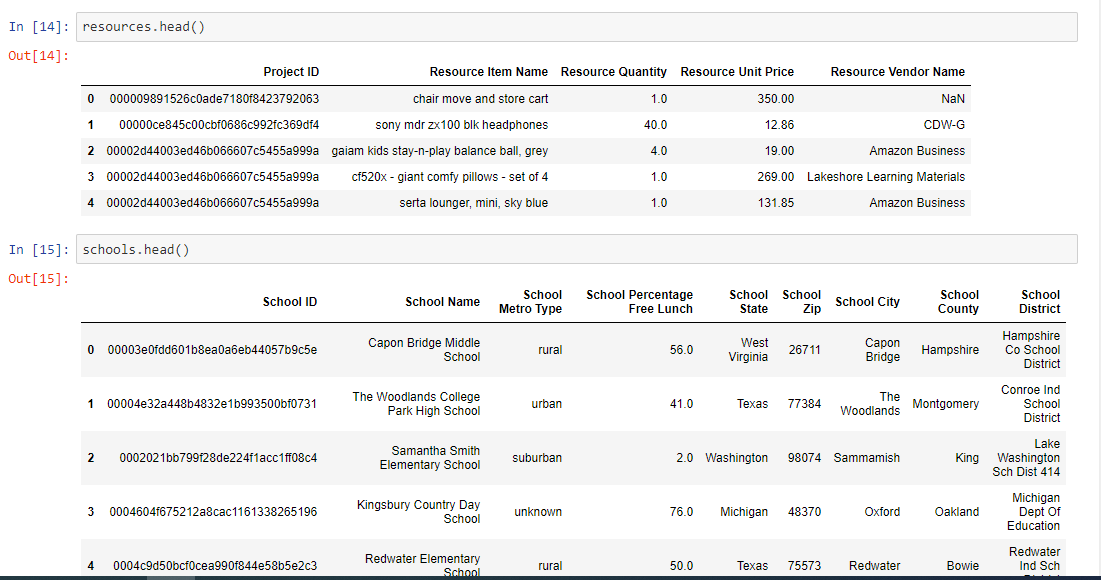 In [14]: resources.head()
Out[14]:
Project ID Resource Item Name Resource Quantity Resource Unit Price Resource Vendor Name
0 000009891526c0ade7180f8423792063 chair move and store cart 1.0 350.00 NaN
1 00000ce845c00cbf0686c992fc369df4 sony mdr zx100 blk headphones 40.0 12.86 CDW-G
2 00002d44003ed46b066607c5455a999a gaiam kids stay-n-play balance ball, grey 4.0 19.00 Amazon Business
3 00002d44003ed46b066607c5455a999a cf520x - giant comfy pillows - set of 4 1.0 269.00 Lakeshore Learning Materials
4 00002d44003ed46b066607c5455a999a serta lounger, mini, sky blue 1.0 131.85 Amazon Business
In [15]: schools.head()
Out[15]:
School ID School Name School Metro Type School Percentage Free Lunch School State School Zip School City School County School District
0 00003e0fdd601b8ea0a6eb44057b9c5e Capon Bridge Middle School rural 56.0 West Virginia 26711 Capon Bridge Hampshire Hampshire Co School District
1 00004e32a448b4832e1b993500bf0731 The Woodlands College Park High School urban 41.0 Texas 77384 The Woodlands Montgomery Conroe Ind School District
2 0002021bb799f28de224f1acc1ff08c4 Samantha Smith Elementary School suburban 2.0 Washington 98074 Sammamish King Lake Washington Sch Dist 414
3 0004604f675212a8cac1161338265196 Kingsbury Country Day School unknown 76.0 Michigan 48370 Oxford Oakland Michigan Dept Of Education
4 0004c9d50bcf0cea990f844e58b5e2c3 Redwater Elementary School rural 50.0 Texas 75573 Redwater Bowie Redwater Ind Sch